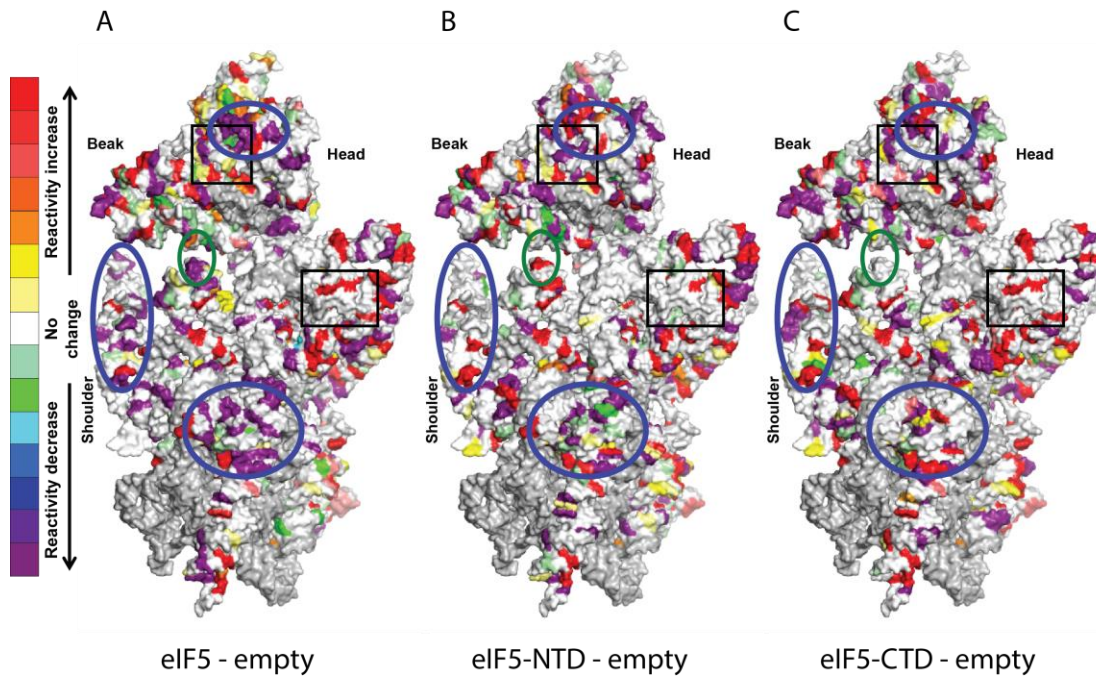 A
B
C
Reactivity increase
No
change
Reactivity decrease
Beak
Head
Shoulder
Beak
Head
Shoulder
Beak
Head
Shoulder
eIF5 - empty
eIF5-NTD - empty
eIF5-CTD - empty